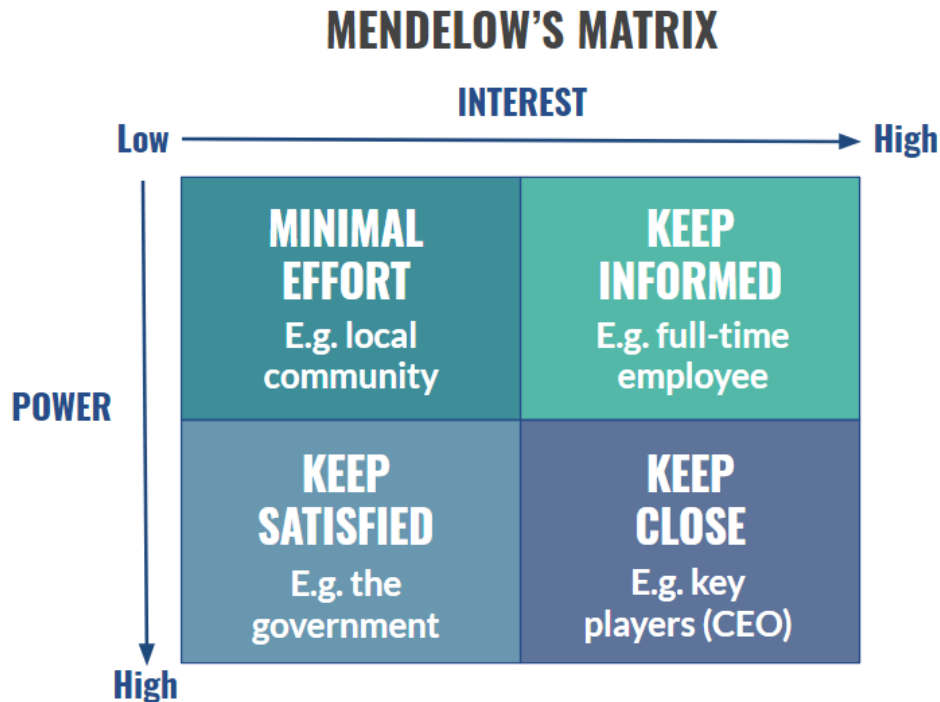 MENDELOW'S MATRIX
INTEREST
Low
High
MINIMAL
EFFORT
E.g. local
community
KEEP
INFORMED
E.g. full-time
employee
POWER
KEEP
SATISFIED
E.g. the
government
KEEP
CLOSE
E.g. key
players (CEO)
High